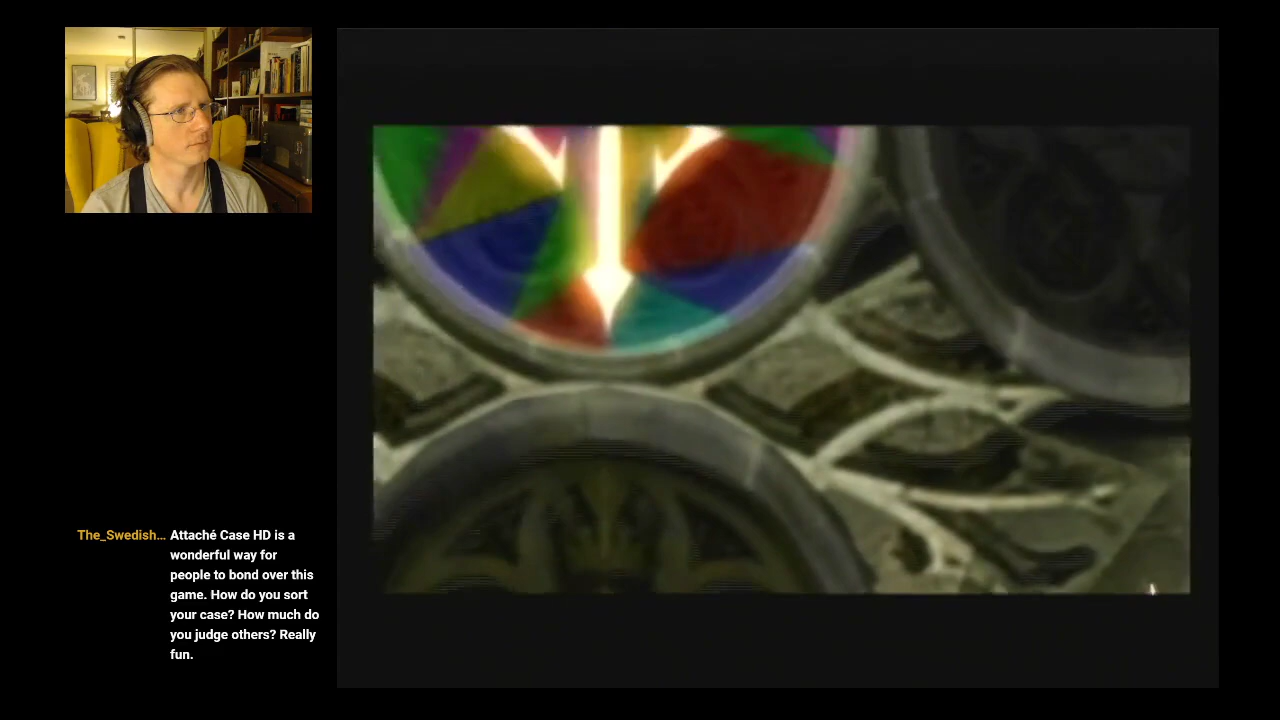 The_Swedish... Attaché Case HD is a
wonderful way for
people to bond over this
game. How do you sort
your case? How much do
you judge others? Really
fun.